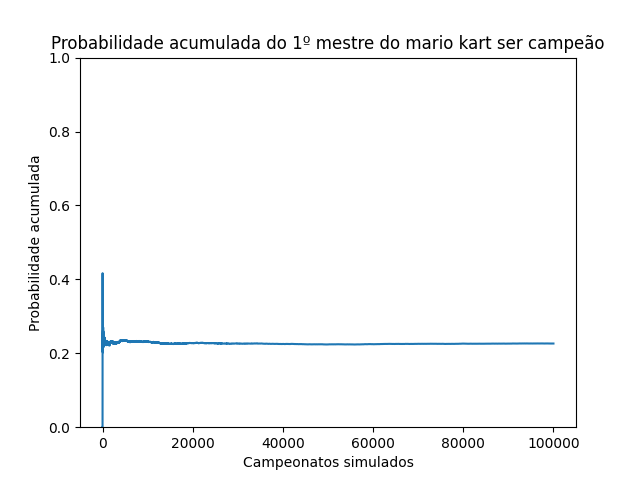 Probabilidade acumulada do 1º mestre do mario kart ser campeão
1.0
0.8
0.6
0.4
0.2
0.0
Probabilidade acumulada
0 20000 40000 60000 80000 100000
Campeonatos simulados